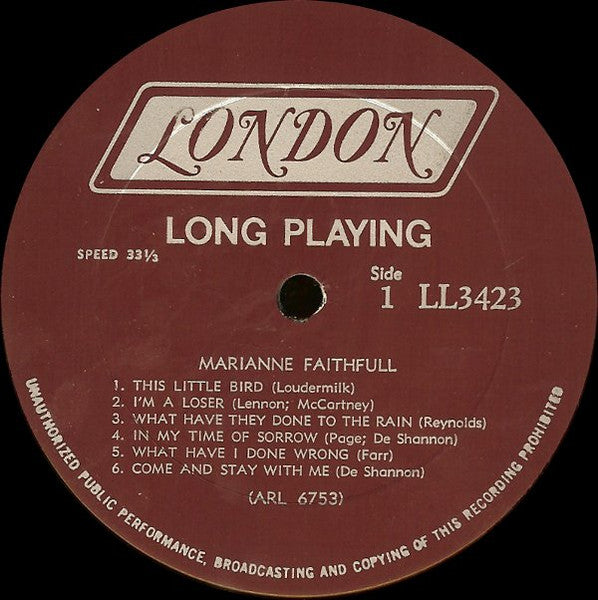 LONDON
LONG PLAYING
SPEED 33⅓
Side
1 LL3423
MARIANNE FAITHFULL
1. THIS LITTLE BIRD (Loudermilk)
2. I'M A LOSER (Lennon; McCartney)
3. WHAT HAVE THEY DONE TO THE RAIN (Reynolds)
4. IN MY TIME OF SORROW (Page; De Shannon)
5. WHAT HAVE I DONE WRONG (Farr)
6. COME AND STAY WITH ME (De Shannon)
(ARL 6753)
UNAUTHORIZED PUBLIC PERFORMANCE, BROADCASTING AND COPYING OF THIS RECORDING PROHIBITED